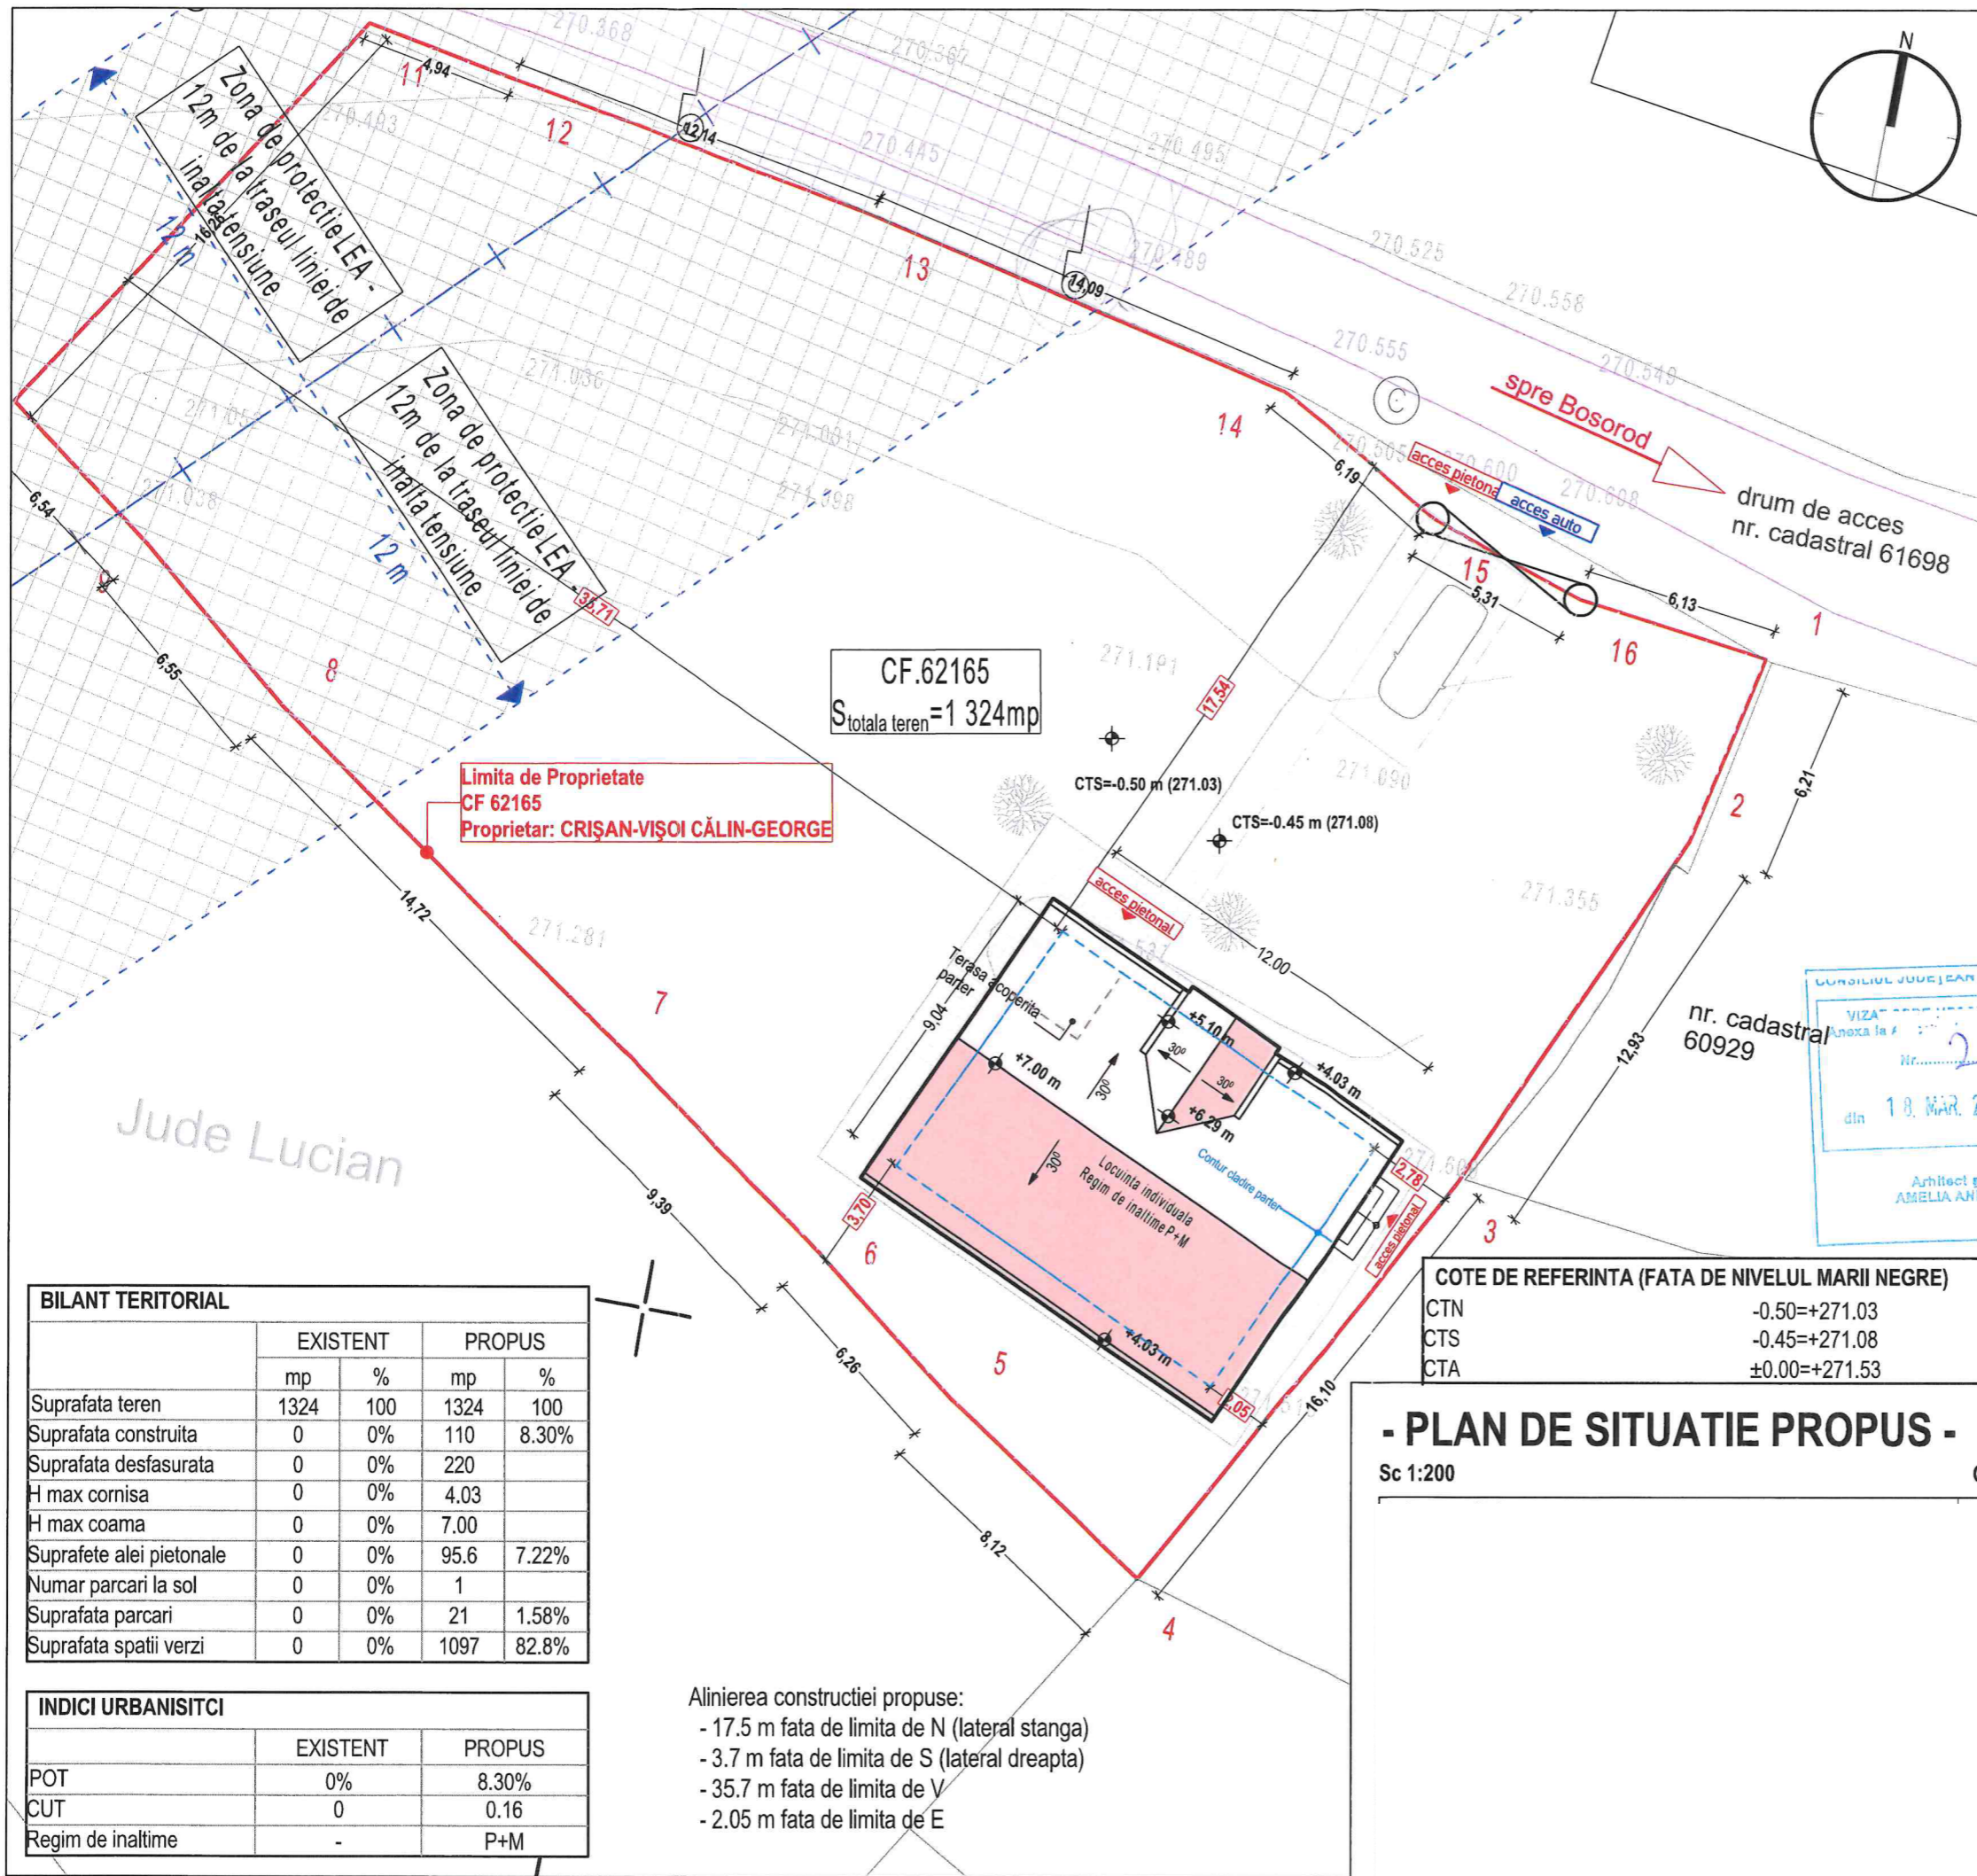 N
270.368
270.367
11
4,94
12
270.493
12,14
270.445
270.495
Zona de protectie LEA -
12m de la traseul liniei de
inalta tensiune
12 m
13
14,09
270.489
270.525
270.558
270.555
270.549
271.036
271.031
271.038
271.098
Zona de protectie LEA -
12m de la traseul liniei de
inalta tensiune
12 m
35,71
14
C
spre Bosorod
270.505
270.600
270.608
6,19
acces pietonal
acces auto
drum de acces
nr. cadastral 61698
15
5,31
6,13
16
1
6,54
9
6,55
8
CF.62165
Stotala teren=1 324mp
271.191
17,54
271.090
2
6,21
Limita de Proprietate
CF 62165
Proprietar: CRIŞAN-VIŞOI CĂLIN-GEORGE
CTS=-0.50 m (271.03)
CTS=-0.45 m (271.08)
271.355
14,72
271.281
acces pietonal
12.00
Terasa acoperita
parter
9,04
7
+5.10 m
+7.00 m
30º
30º
30º
+4.03 m
+6.29 m
30º
Locuinta individuala
Regim de inaltime P+M
Contur cladire parter
2,78
acces pietonal
12,93
nr. cadastral
60929
CONSILIUL JUDEŢEAN
Anexa la
Nr.
din 18. MAR. 2
Arhitect
Jude Lucian
9,39
3,70
6
3
5
+4.03 m
2,05
16,10
6,26
8,12
4
COTE DE REFERINTA (FATA DE NIVELUL MARII NEGRE)
CTN -0.50=+271.03
CTS -0.45=+271.08
CTA ±0.00=+271.53
- PLAN DE SITUATIE PROPUS -
Sc 1:200
BILANT TERITORIAL
EXISTENT PROPUS
mp % mp %
Suprafata teren 1324 100 1324 100
Suprafata construita 0 0% 110 8.30%
Suprafata desfasurata 0 0% 220
H max cornisa 0 0% 4.03
H max coama 0 0% 7.00
Suprafete alei pietonale 0 0% 95.6 7.22%
Numar parcari la sol 0 0% 1
Suprafata parcari 0 0% 21 1.58%
Suprafata spatii verzi 0 0% 1097 82.8%
INDICI URBANISITCI
EXISTENT PROPUS
POT 0% 8.30%
CUT 0 0.16
Regim de inaltime - P+M
Alinierea constructiei propuse:
- 17.5 m fata de limita de N (lateral stanga)
- 3.7 m fata de limita de S (lateral dreapta)
- 35.7 m fata de limita de V
- 2.05 m fata de limita de E